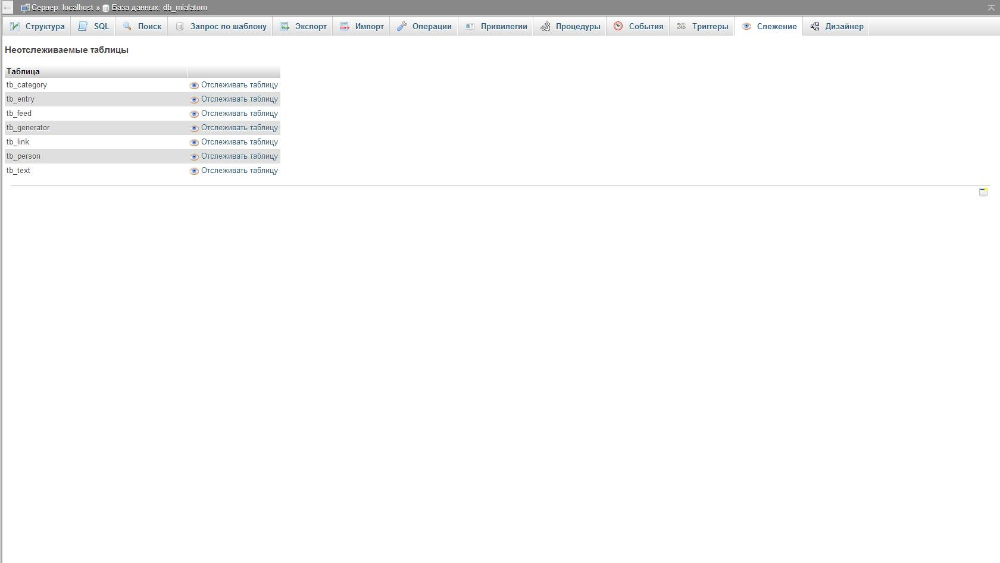 Сервер: localhost » База данных: db_mialatom
Структура SQL Поиск Запрос по шаблону Экспорт Импорт Операции Привилегии Процедуры События Триггеры Слежение Дизайнер
Неотслеживаемые таблицы
Таблица
tb_category Отслеживать таблицу
tb_entry Отслеживать таблицу
tb_feed Отслеживать таблицу
tb_generator Отслеживать таблицу
tb_link Отслеживать таблицу
tb_person Отслеживать таблицу
tb_text Отслеживать таблицу